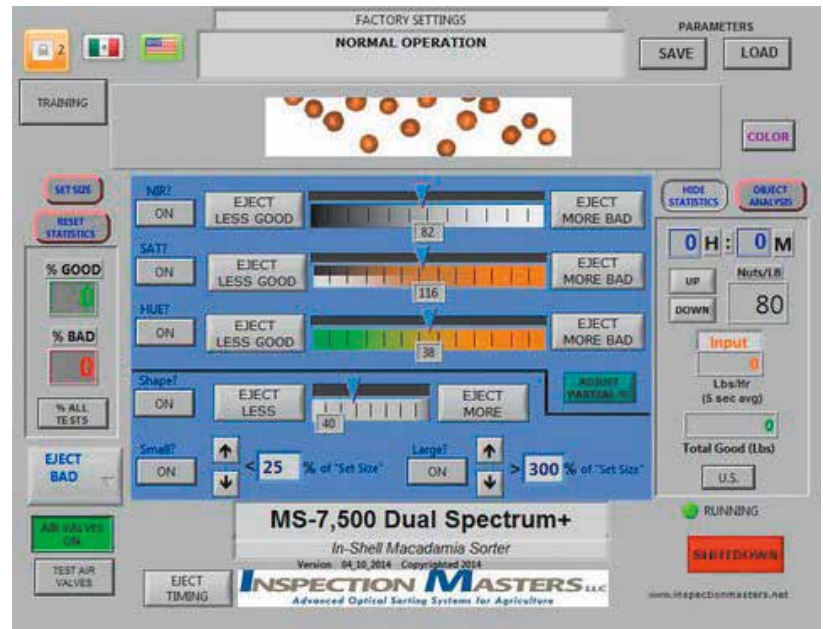 FACTORY SETTINGS
NORMAL OPERATION
PARAMETERS
SAVE
LOAD
2
TRAINING
COLOR
SET SIZE
RESET
STATISTICS
% GOOD
0
% BAD
0
% ALL
TESTS
EJECT
BAD
AIR VALVES
ON
TEST AIR
VALVES
NIR?
ON
EJECT
LESS GOOD
82
EJECT
MORE BAD
SAT?
ON
EJECT
LESS GOOD
116
EJECT
MORE BAD
HUE?
ON
EJECT
LESS GOOD
38
EJECT
MORE BAD
Shape?
ON
EJECT
LESS
40
EJECT
MORE
ADJUST
PARTIAL %
Small?
ON
< 25 % of "Set Size"
Large?
ON
> 300 % of "Set Size"
HIDE
STATISTICS
OBJECT
ANALYSIS
0 H : 0 M
UP
DOWN
Nuts/LB
80
Input
0
Lbs/Hr
(5 sec avg)
0
Total Good (Lbs)
U.S.
RUNNING
SHUTDOWN
www.inspectionmasters.net
MS-7,500 Dual Spectrum+
In-Shell Macadamia Sorter
Version 04_10_2014 Copyrighted 2014
EJECT
TIMING
INSPECTION MASTERS LLC
Advanced Optical Sorting Systems for Agriculture